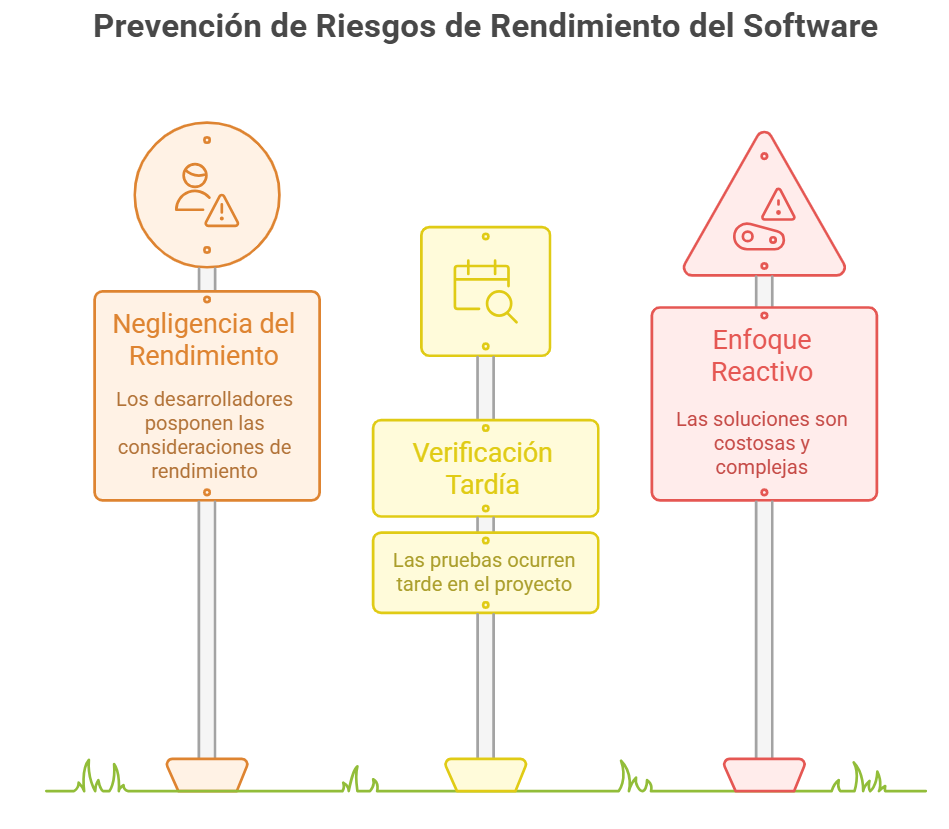 Prevención de Riesgos de Rendimiento del Software
Negligencia del
Rendimiento
Los desarrolladores
posponen las
consideraciones de
rendimiento
Verificación
Tardía
Las pruebas ocurren
tarde en el proyecto
Enfoque
Reactivo
Las soluciones son
costosas y
complejas